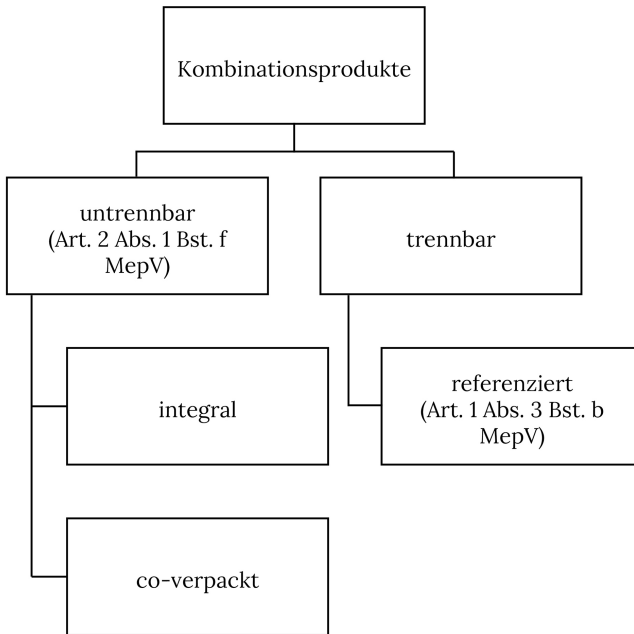 Kombinationsprodukte
untrennbar
(Art. 2 Abs. 1 Bst. f
MepV)
trennbar
integral
referenziert
(Art. 1 Abs. 3 Bst. b
MepV)
co-verpackt